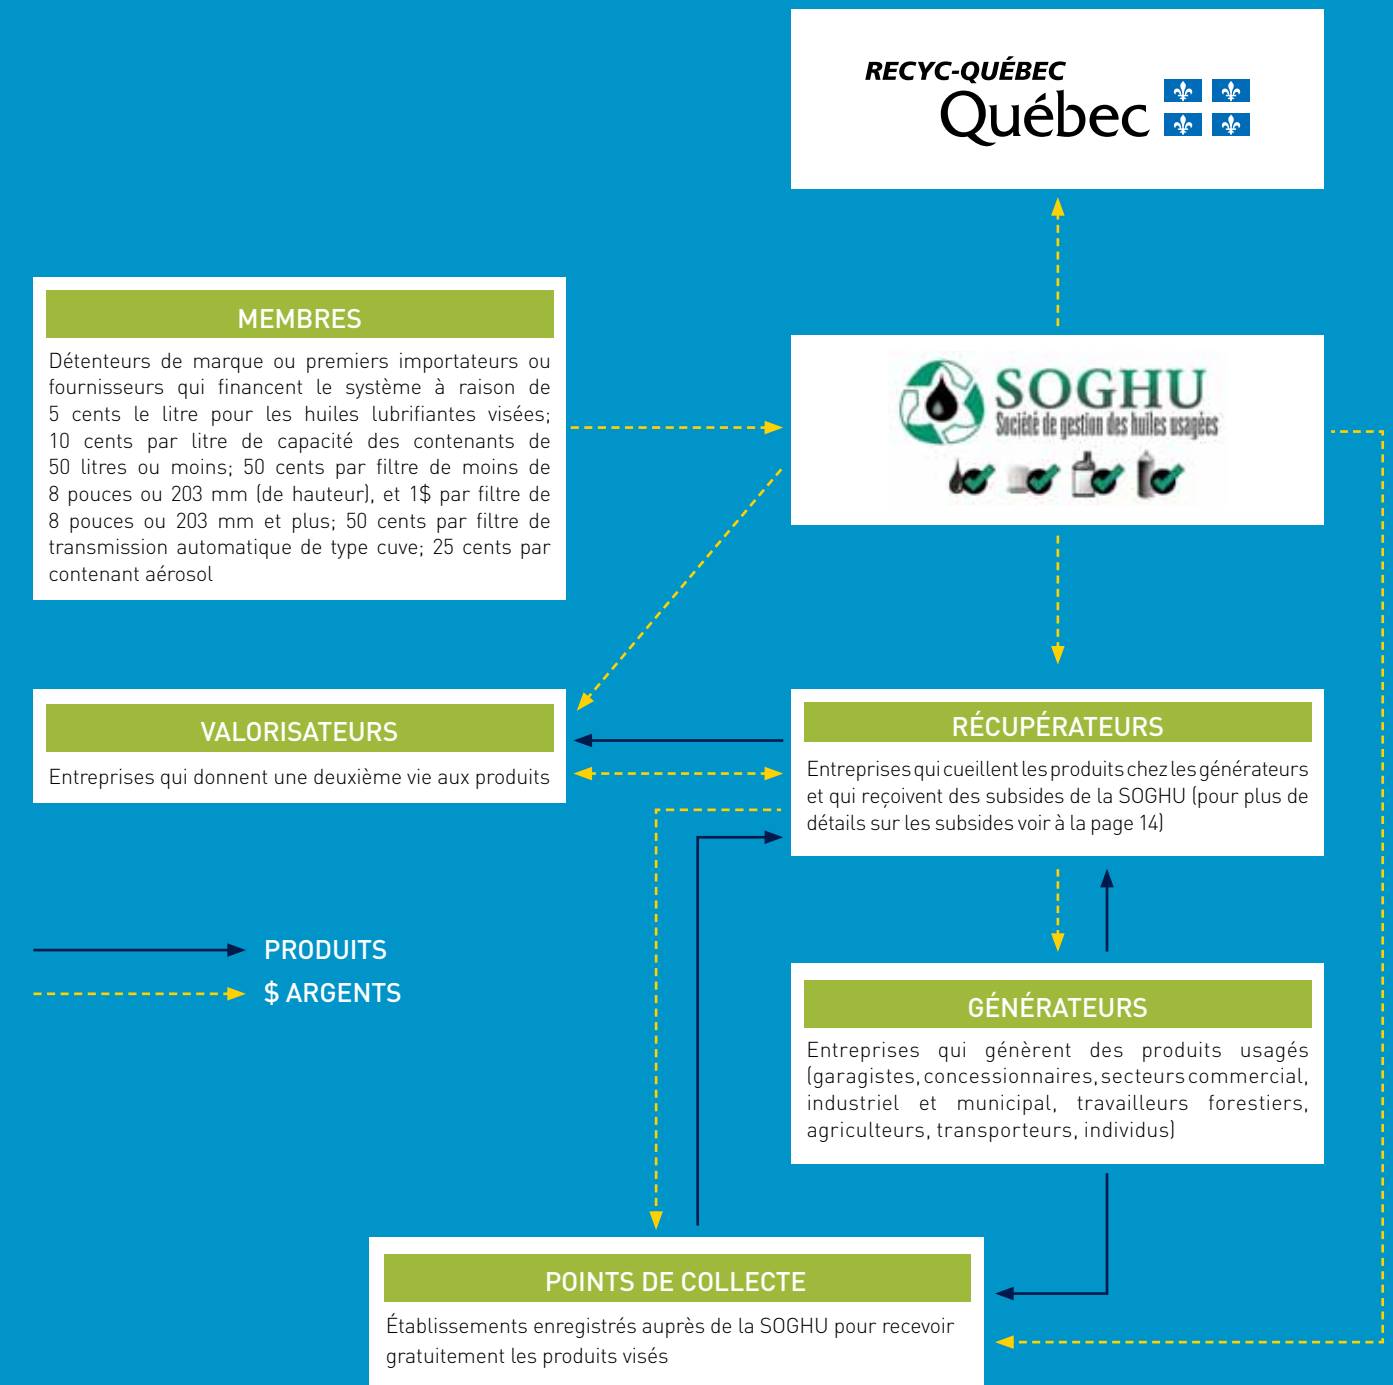 RECYC-QUÉBEC
Québec
MEMBRES
Détenteurs de marque ou premiers importateurs ou
fournisseurs qui financent le système à raison de
5 cents le litre pour les huiles lubrifiantes visées;
10 cents par litre de capacité des contenants de
50 litres ou moins; 50 cents par filtre de moins de
8 pouces ou 203 mm (de hauteur), et 1$ par filtre de
8 pouces ou 203 mm et plus; 50 cents par filtre de
transmission automatique de type cuve; 25 cents par
contenant aérosol
SOGHU
Société de gestion des huiles usagées
VALORISATEURS
Entreprises qui donnent une deuxième vie aux produits
RÉCUPÉRATEURS
Entreprises qui cueillent les produits chez les générateurs
et qui reçoivent des subsides de la SOGHU (pour plus de
détails sur les subsides voir à la page 14)
PRODUITS
$ ARGENTS
GÉNÉRATEURS
Entreprises qui génèrent des produits usagés
(garagistes, concessionnaires, secteurs commercial,
industriel et municipal, travailleurs forestiers,
agriculteurs, transporteurs, individus)
POINTS DE COLLECTE
Établissements enregistrés auprès de la SOGHU pour recevoir
gratuitement les produits visés